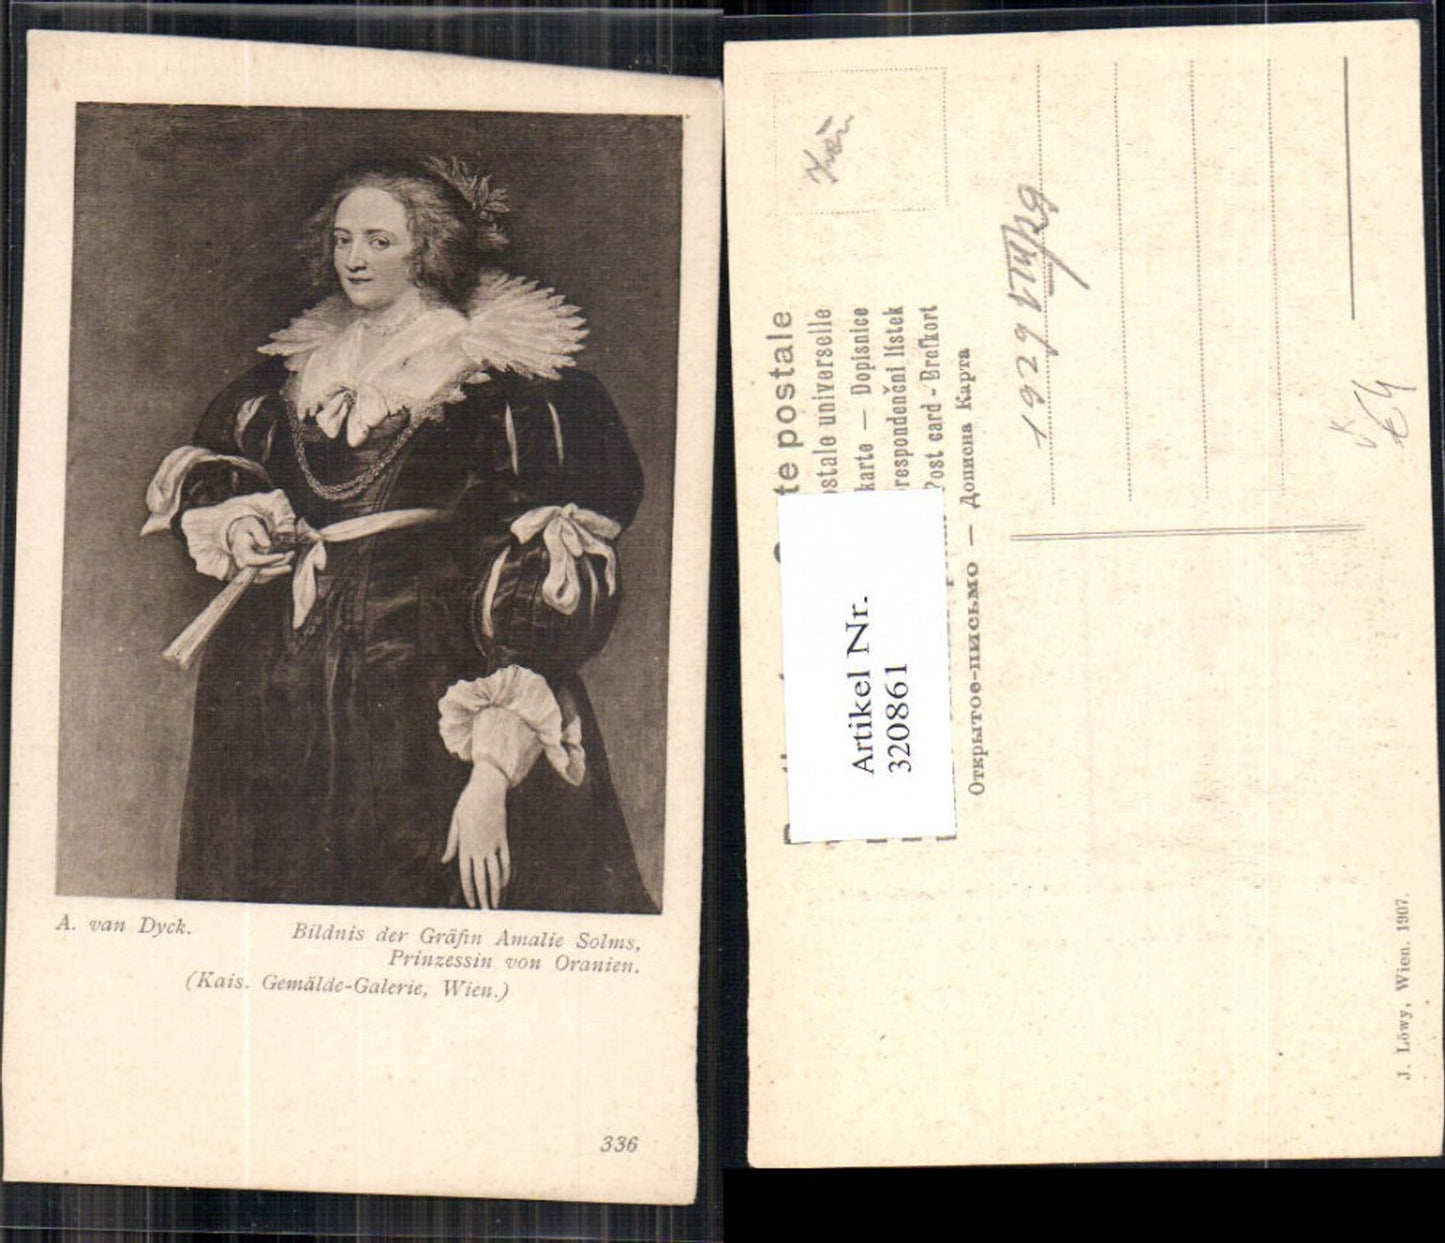 A. van Dyck. Bildnis der Gräfin Amalie Solms,
Prinzessin von Oranien.
(Kais. Gemälde-Galerie, Wien.)
336
te postale
ostale universelle
karte — Dopisnice
respondenční lístek
Post card - Brefkort
Открытое-письмо — Дописна Карта
Artikel Nr.
320861
1929
J. Löwy, Wien. 1907.